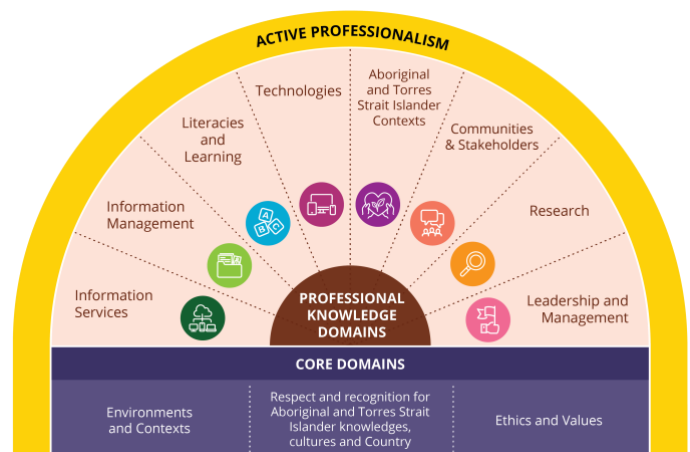 ACTIVE PROFESSIONALISM
Information
Services
Information
Management
Literacies
and
Learning
Technologies
Aboriginal
and Torres
Strait Islander
Contexts
Communities
& Stakeholders
Research
Leadership and
Management
A
B
C
PROFESSIONAL
KNOWLEDGE
DOMAINS
CORE DOMAINS
Environments
and Contexts
Respect and recognition for
Aboriginal and Torres Strait
Islander knowledges,
cultures and Country
Ethics and Values